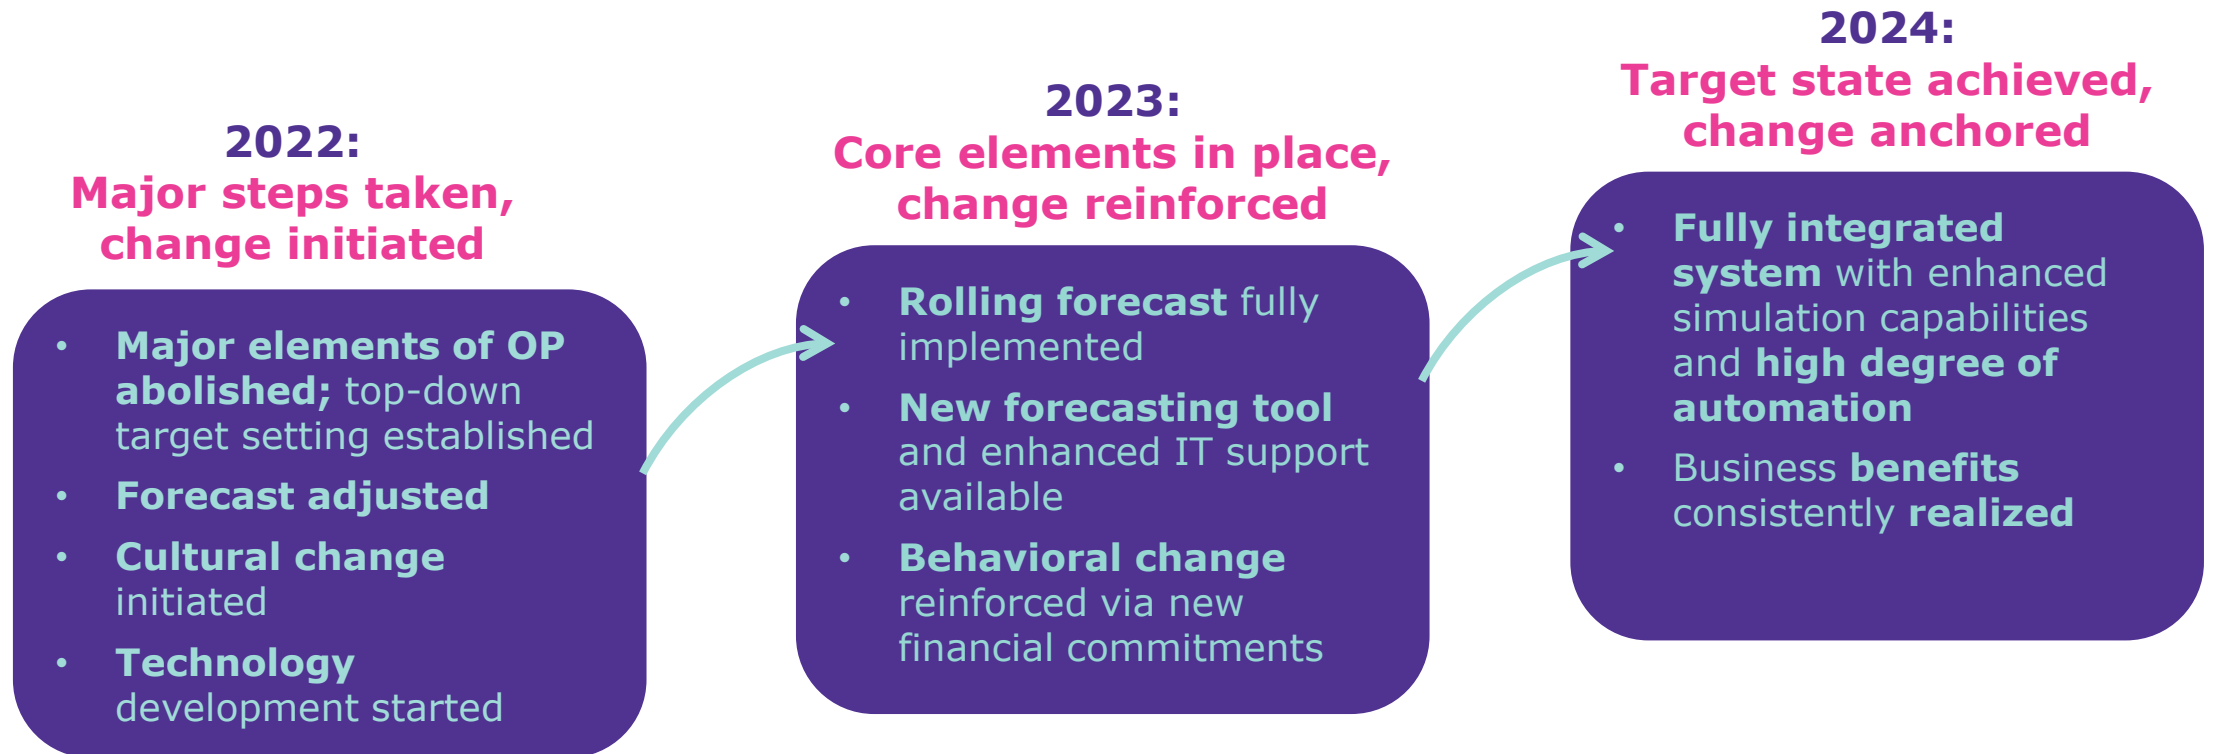 2022:
Major steps taken,
change initiated
• Major elements of OP
abolished; top-down
target setting established
• Forecast adjusted
• Cultural change
initiated
• Technology
development started
2023:
Core elements in place,
change reinforced
• Rolling forecast fully
implemented
• New forecasting tool
and enhanced IT support
available
• Behavioral change
reinforced via new
financial commitments
2024:
Target state achieved,
change anchored
• Fully integrated
system with enhanced
simulation capabilities
and high degree of
automation
• Business benefits
consistently realized